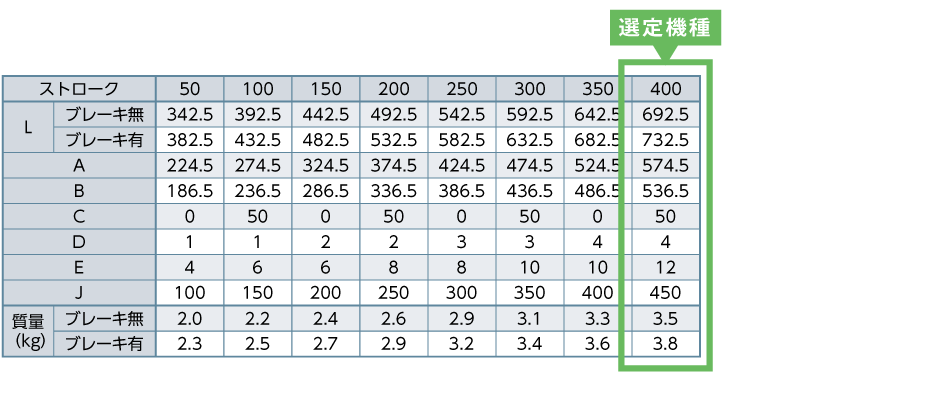 選定機種
ストローク 50 100 150 200 250 300 350 400
L ブレーキ無 342.5 392.5 442.5 492.5 542.5 592.5 642.5 692.5
ブレーキ有 382.5 432.5 482.5 532.5 582.5 632.5 682.5 732.5
A 224.5 274.5 324.5 374.5 424.5 474.5 524.5 574.5
B 186.5 236.5 286.5 336.5 386.5 436.5 486.5 536.5
C 0 50 0 50 0 50 0 50
D 1 1 2 2 3 3 4 4
E 4 6 6 8 8 10 10 12
J 100 150 200 250 300 350 400 450
質量 (kg) ブレーキ無 2.0 2.2 2.4 2.6 2.9 3.1 3.3 3.5
ブレーキ有 2.3 2.5 2.7 2.9 3.2 3.4 3.6 3.8